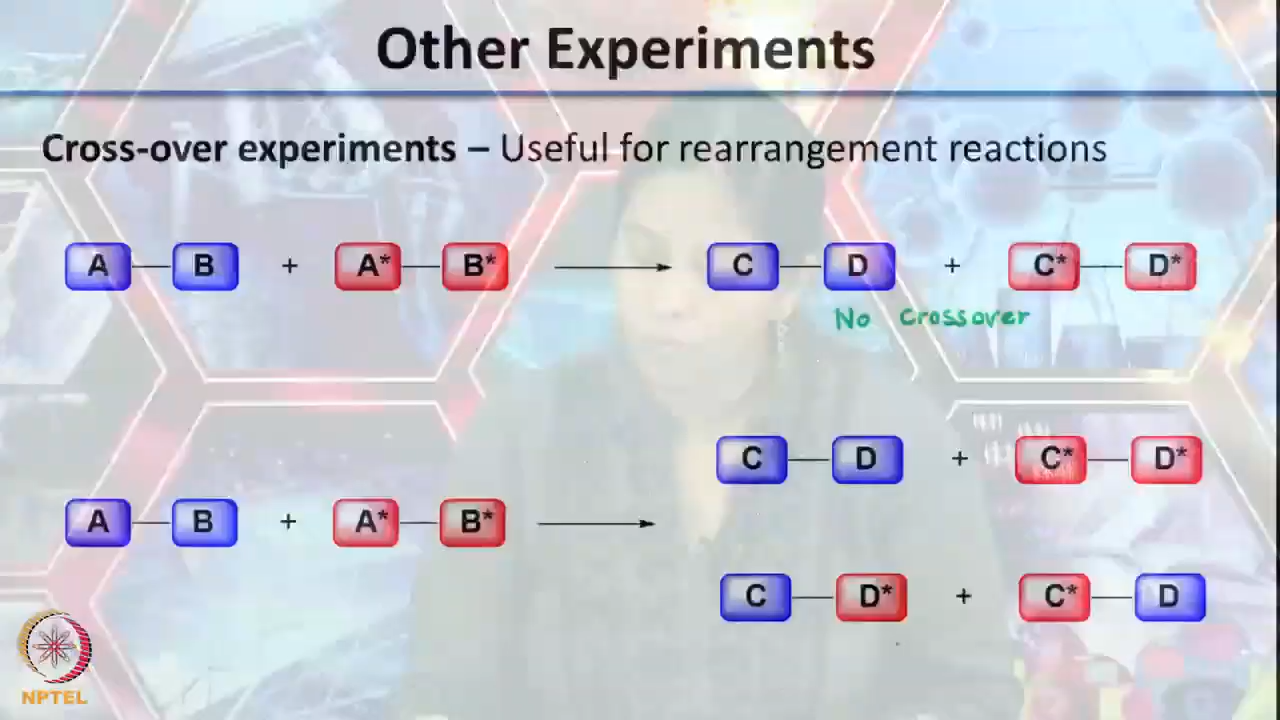 Other Experiments
Cross-over experiments – Useful for rearrangement reactions
A B + A* B* C D + C* D*
No Crossover
C D + C* D*
A B + A* B*
C D* + C* D
NPTEL